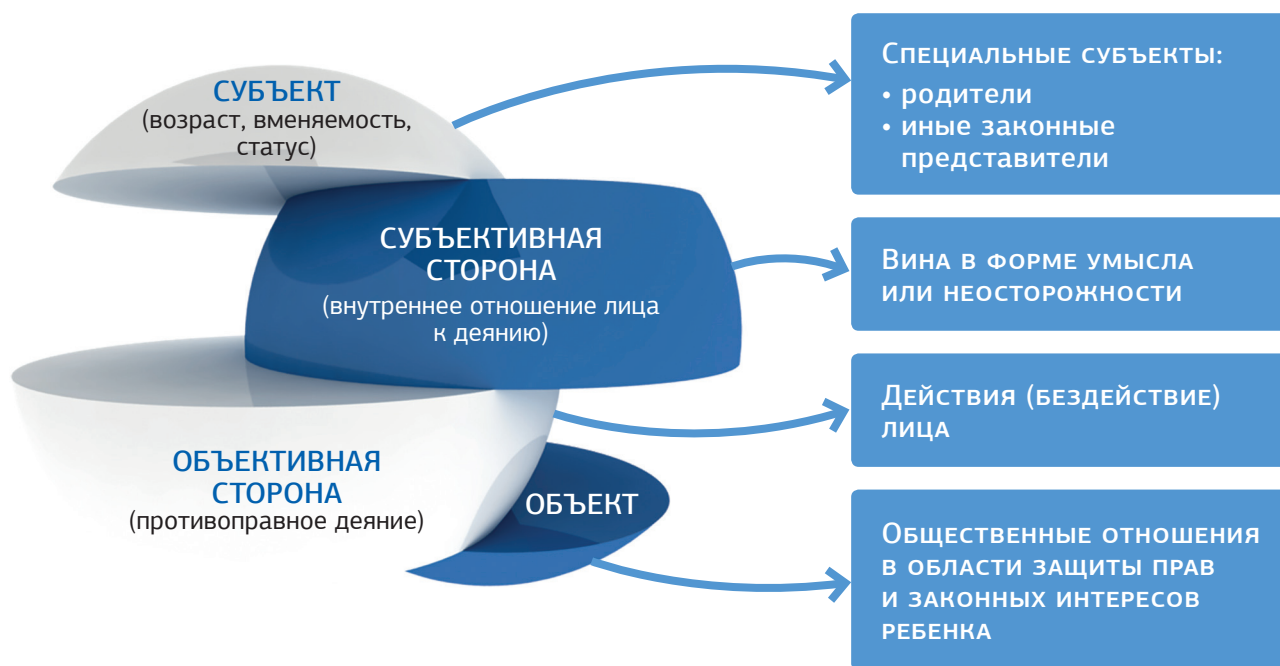 СУБЪЕКТ
(возраст, вменяемость,
статус)
СУБЪЕКТИВНАЯ
СТОРОНА
(внутреннее отношение лица
к деянию)
ОБЪЕКТИВНАЯ
СТОРОНА
(противоправное деяние)
ОБЪЕКТ
Специальные субъекты:
• родители
• иные законные
представители
Вина в форме умысла
или неосторожности
Действия (бездействие)
лица
Общественные отношения
в области защиты прав
и законных интересов
ребенка